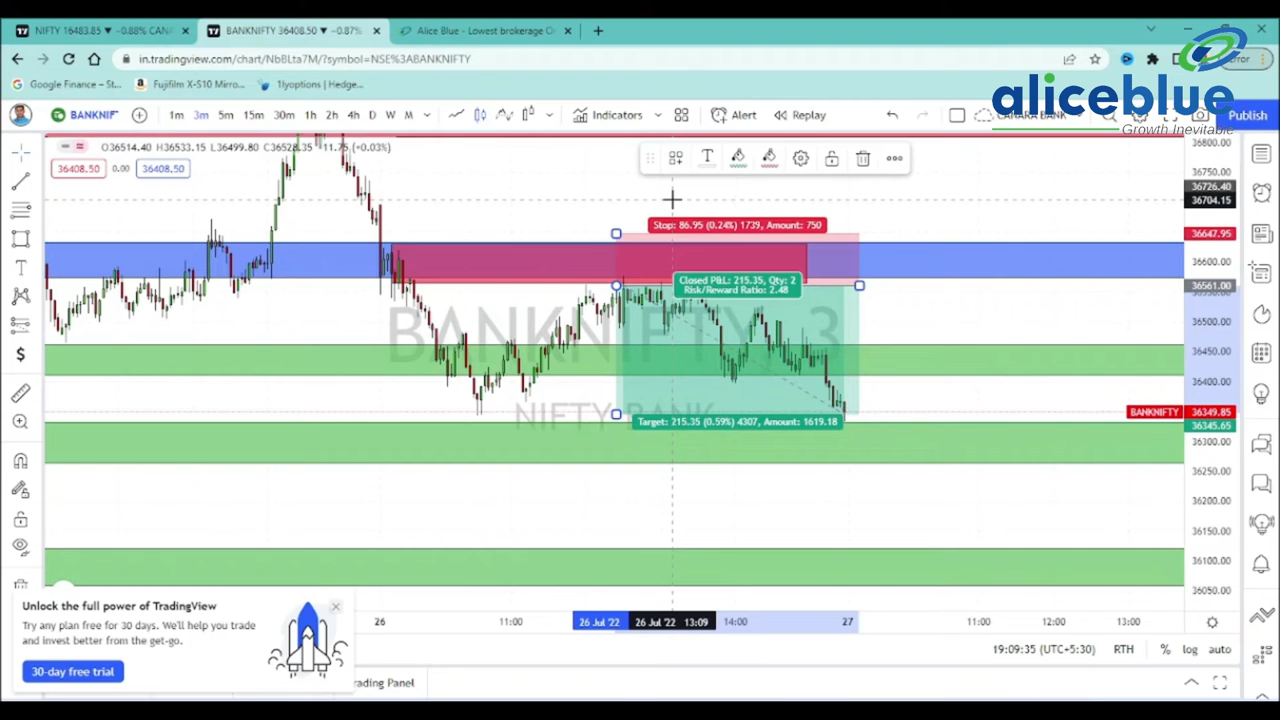 NIFTY 16483.85 ▼ −0.88% CAN
BANKNIFTY 36408.50 ▼ −0.87%
Alice Blue - Lowest brokerage
in.tradingview.com/chart/NbBLta7M/?symbol=NSE%3ABANKNIFTY
Error
Google Finance - St...
Fujifilm X-S10 Mirro...
1lyoptions | Hedge...
aliceblue
Growth Inevitable
BANKNIF
1m 3m 5m 15m 30m 1h 2h 4h D W M
Indicators
Alert
Replay
CANARA BANK
Publish
O36514.40 H36533.15 L36499.80 C36528.35 +11.75 (+0.03%)
36408.50 0.00 36408.50
Stop: 86.95 (0.24%) 1739, Amount: 750
Closed P&L: 215.35, Qty: 2
Risk/Reward Ratio: 2.48
BANKNIFTY 3
NIFTY BANK
Target: 215.35 (0.59%) 4307, Amount: 1619.18
36800.00
36750.00
36726.40
36704.15
36647.95
36600.00
36561.00
36500.00
36450.00
36400.00
BANKNIFTY 36349.85
36345.65
36300.00
36250.00
36200.00
36150.00
36100.00
36050.00
26 11:00 26 Jul '22 26 Jul '22 13:09 14:00 27 11:00 12:00 13:00
19:09:35 (UTC+5:30) RTH % log auto
Unlock the full power of TradingView
Try any plan free for 30 days. We'll help you trade
and invest better from the get-go.
30-day free trial
rading Panel